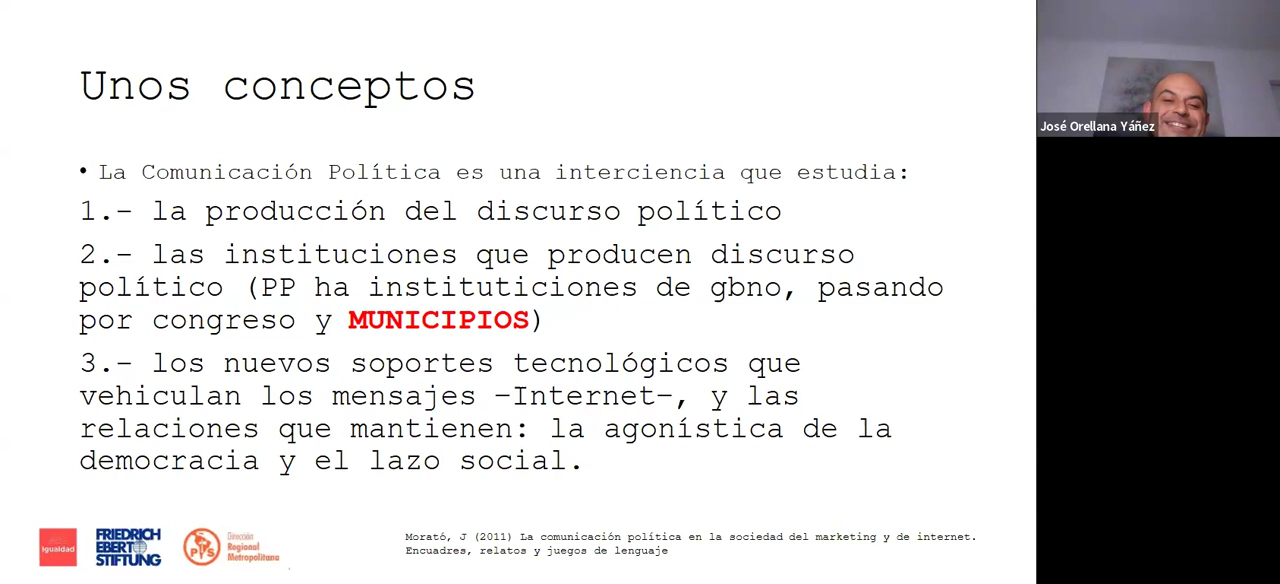 Unos conceptos
• La Comunicación Política es una interciencia que estudia:
1.- la producción del discurso político
2.- las instituciones que producen discurso
político (PP ha instituticiones de gbno, pasando
por congreso y MUNICIPIOS)
3.- los nuevos soportes tecnológicos que
vehiculan los mensajes -Internet-, y las
relaciones que mantienen: la agonística de la
democracia y el lazo social.
José Orellana Yáñez
Igualdad
FRIEDRICH
EBERT
STIFTUNG
PS
Dirección
Regional
Metropolitana
Morató, J (2011) La comunicación política en la sociedad del marketing y de internet.
Encuadres, relatos y juegos de lenguaje